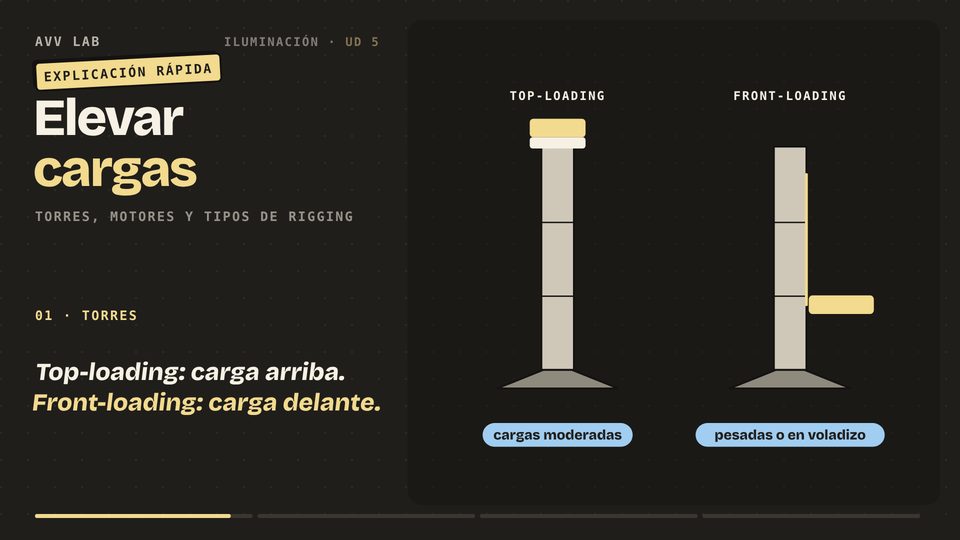 AVV LAB
ILUMINACIÓN · UD 5
EXPLICACIÓN RÁPIDA
Elevar
cargas
TORRES, MOTORES Y TIPOS DE RIGGING
01 · TORRES
Top-loading: carga arriba.
Front-loading: carga delante.
TOP-LOADING
FRONT-LOADING
cargas moderadas
pesadas o en voladizo